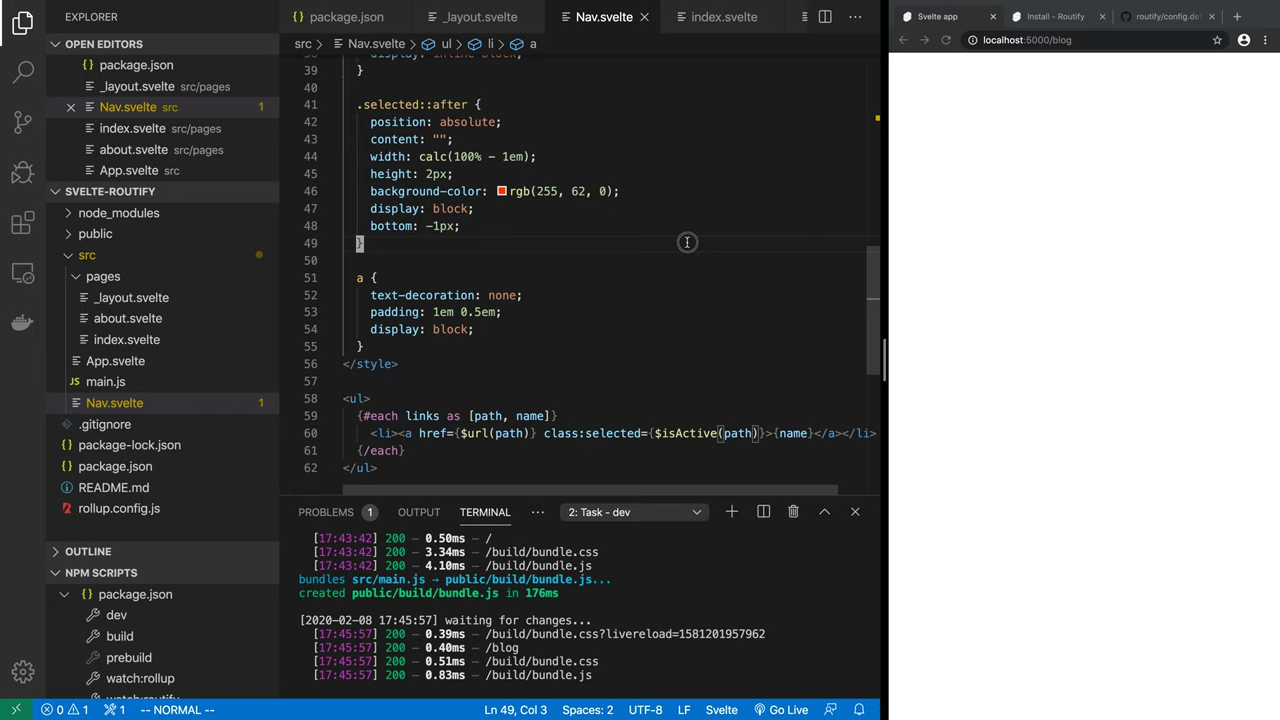 EXPLORER
OPEN EDITORS
package.json
_layout.svelte src/pages
Nav.svelte src 1
index.svelte src/pages
about.svelte src/pages
App.svelte src
SVELTE-ROUTIFY
node_modules
public
src
pages
_layout.svelte
about.svelte
index.svelte
App.svelte
JS main.js
Nav.svelte 1
.gitignore
package-lock.json
package.json
README.md
rollup.config.js
OUTLINE
NPM SCRIPTS
package.json
dev
build
prebuild
watch:rollup
package.json
_layout.svelte
Nav.svelte
index.svelte
src > Nav.svelte > ul > li > a
39 }
40
41 .selected::after {
42 position: absolute;
43 content: "";
44 width: calc(100% - 1em);
45 height: 2px;
46 background-color: rgb(255, 62, 0);
47 display: block;
48 bottom: -1px;
49 }
50
51 a {
52 text-decoration: none;
53 padding: 1em 0.5em;
54 display: block;
55 }
56 </style>
57
58 <ul>
59 {#each links as [path, name]}
60 <li><a href={$url(path)} class:selected={$isActive(path)}>{name}</a></li>
61 {/each}
62 </ul>
PROBLEMS 1 OUTPUT TERMINAL 2: Task - dev
[17:43:42] 200 — 0.50ms — /
[17:43:42] 200 — 3.34ms — /build/bundle.css
[17:43:42] 200 — 4.10ms — /build/bundle.js
bundles src/main.js → public/build/bundle.js...
created public/build/bundle.js in 176ms
[2020-02-08 17:45:57] waiting for changes...
[17:45:57] 200 — 0.39ms — /build/bundle.css?livereload=1581201957962
[17:45:57] 200 — 0.40ms — /blog
[17:45:57] 200 — 0.51ms — /build/bundle.css
[17:45:57] 200 — 0.83ms — /build/bundle.js
0 1 1 -- NORMAL -- Ln 49, Col 3 Spaces: 2 UTF-8 LF Svelte Go Live
Svelte app
Install - Routify
routify/config.de
localhost:5000/blog